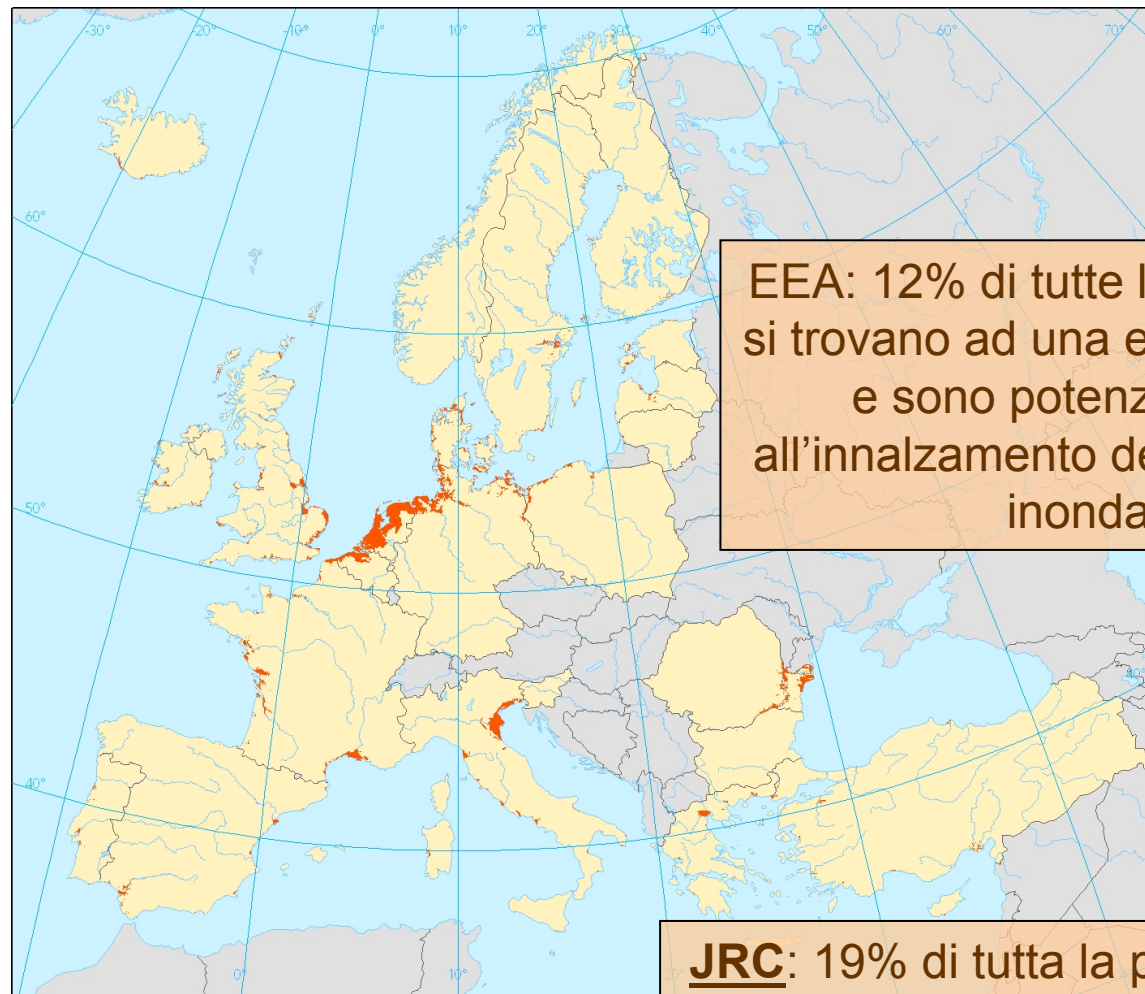 -30° -20° -10° 0° 10° 20° 30° 40° 50° 60° 70°
60°
EEA: 12% di tutte l
si trovano ad una e
e sono potenz
all’innalzamento de
inonda
50°
40°
40°
0° 10° 20°
JRC: 19% di tutta la p